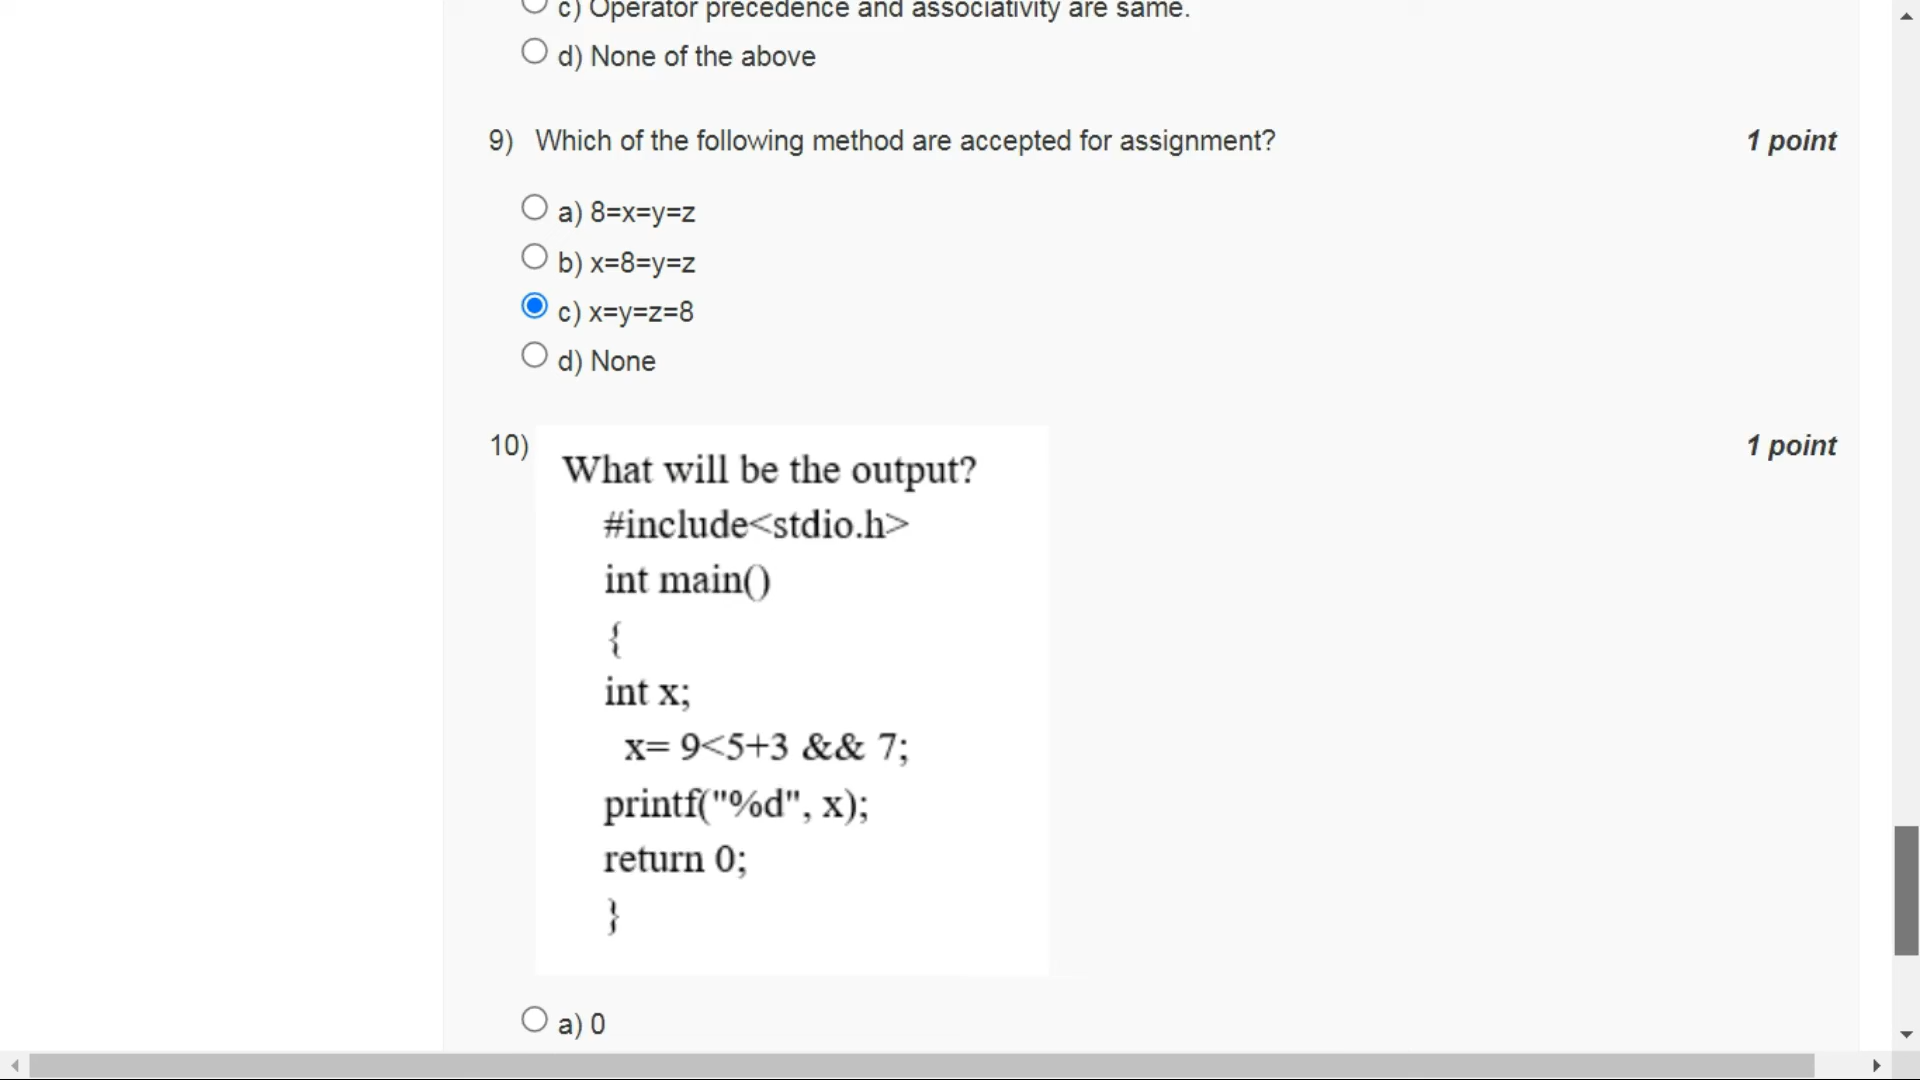 c) Operator precedence and associativity are same.
d) None of the above
9) Which of the following method are accepted for assignment? 1 point
a) 8=x=y=z
b) x=8=y=z
c) x=y=z=8
d) None
10) 1 point
What will be the output?
#include<stdio.h>
int main()
{
int x;
x= 9<5+3 && 7;
printf("%d", x);
return 0;
}
a) 0